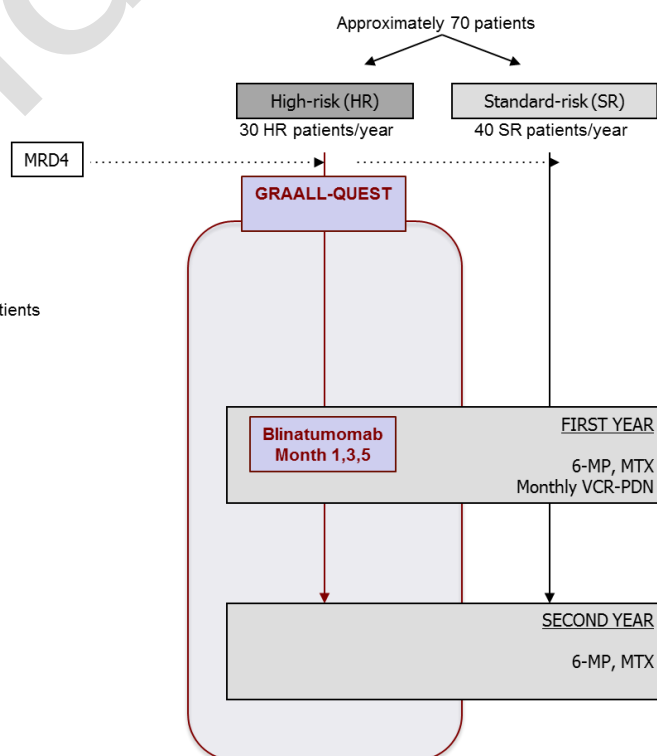 Approximately 70 patients
High-risk (HR)
Standard-risk (SR)
30 HR patients/year
40 SR patients/year
MRD4
GRAALL-QUEST
Blinatumomab
Month 1,3,5
FIRST YEAR
6-MP, MTX
Monthly VCR-PDN
SECOND YEAR
6-MP, MTX